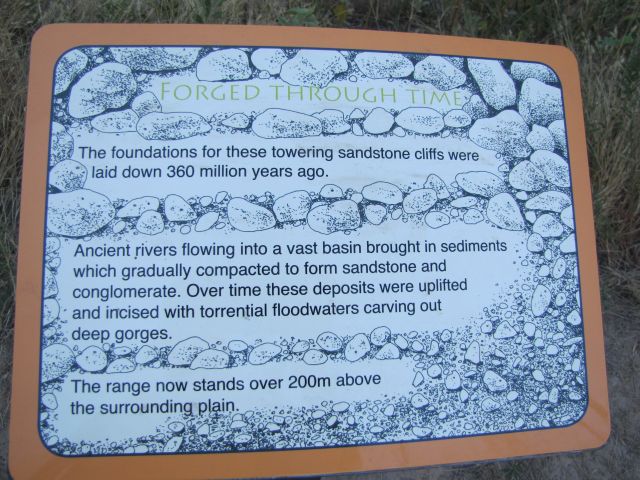 FORGED THROUGH TIME
The foundations for these towering sandstone cliffs were
laid down 360 million years ago.
Ancient rivers flowing into a vast basin brought in sediments
which gradually compacted to form sandstone and
conglomerate. Over time these deposits were uplifted
and incised with torrential floodwaters carving out
deep gorges.
The range now stands over 200m above
the surrounding plain.